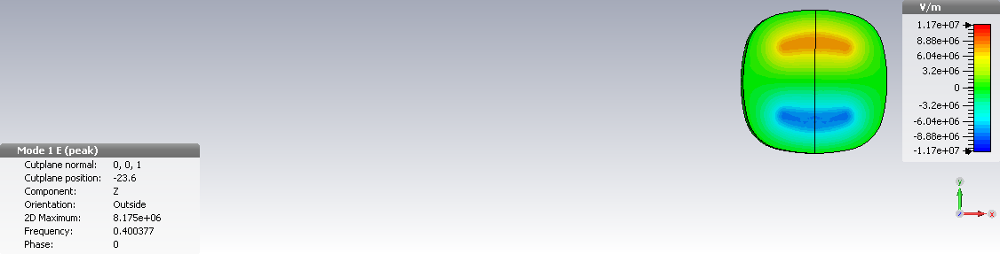 V/m
1.17e+07
8.88e+06
6.04e+06
3.2e+06
0
-3.2e+06
-6.04e+06
-8.88e+06
-1.17e+07
Mode 1 E (peak)
Cutplane normal: 0, 0, 1
Cutplane position: -23.6
Component: Z
Orientation: Outside
2D Maximum: 8.175e+06
Frequency: 0.400377
Phase: 0
y
z
x